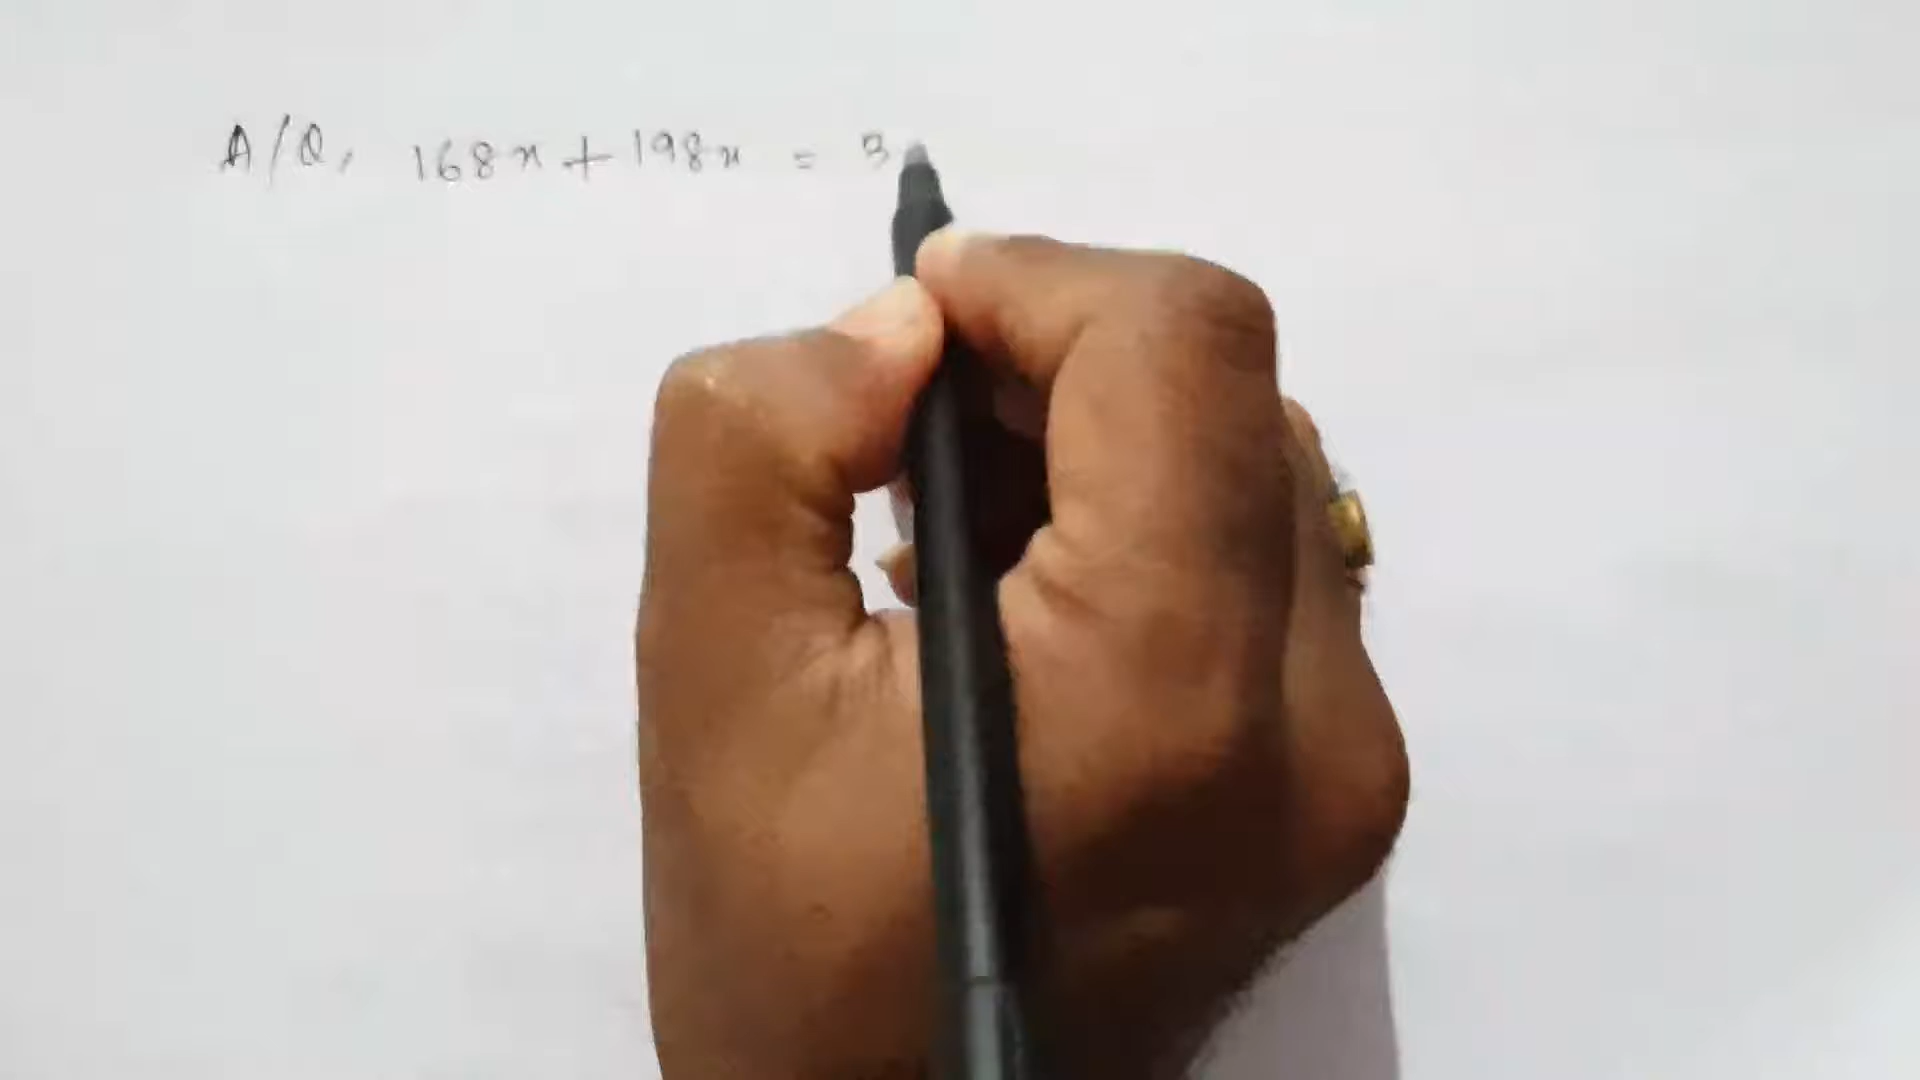 A/Q, 168x + 198x = 3